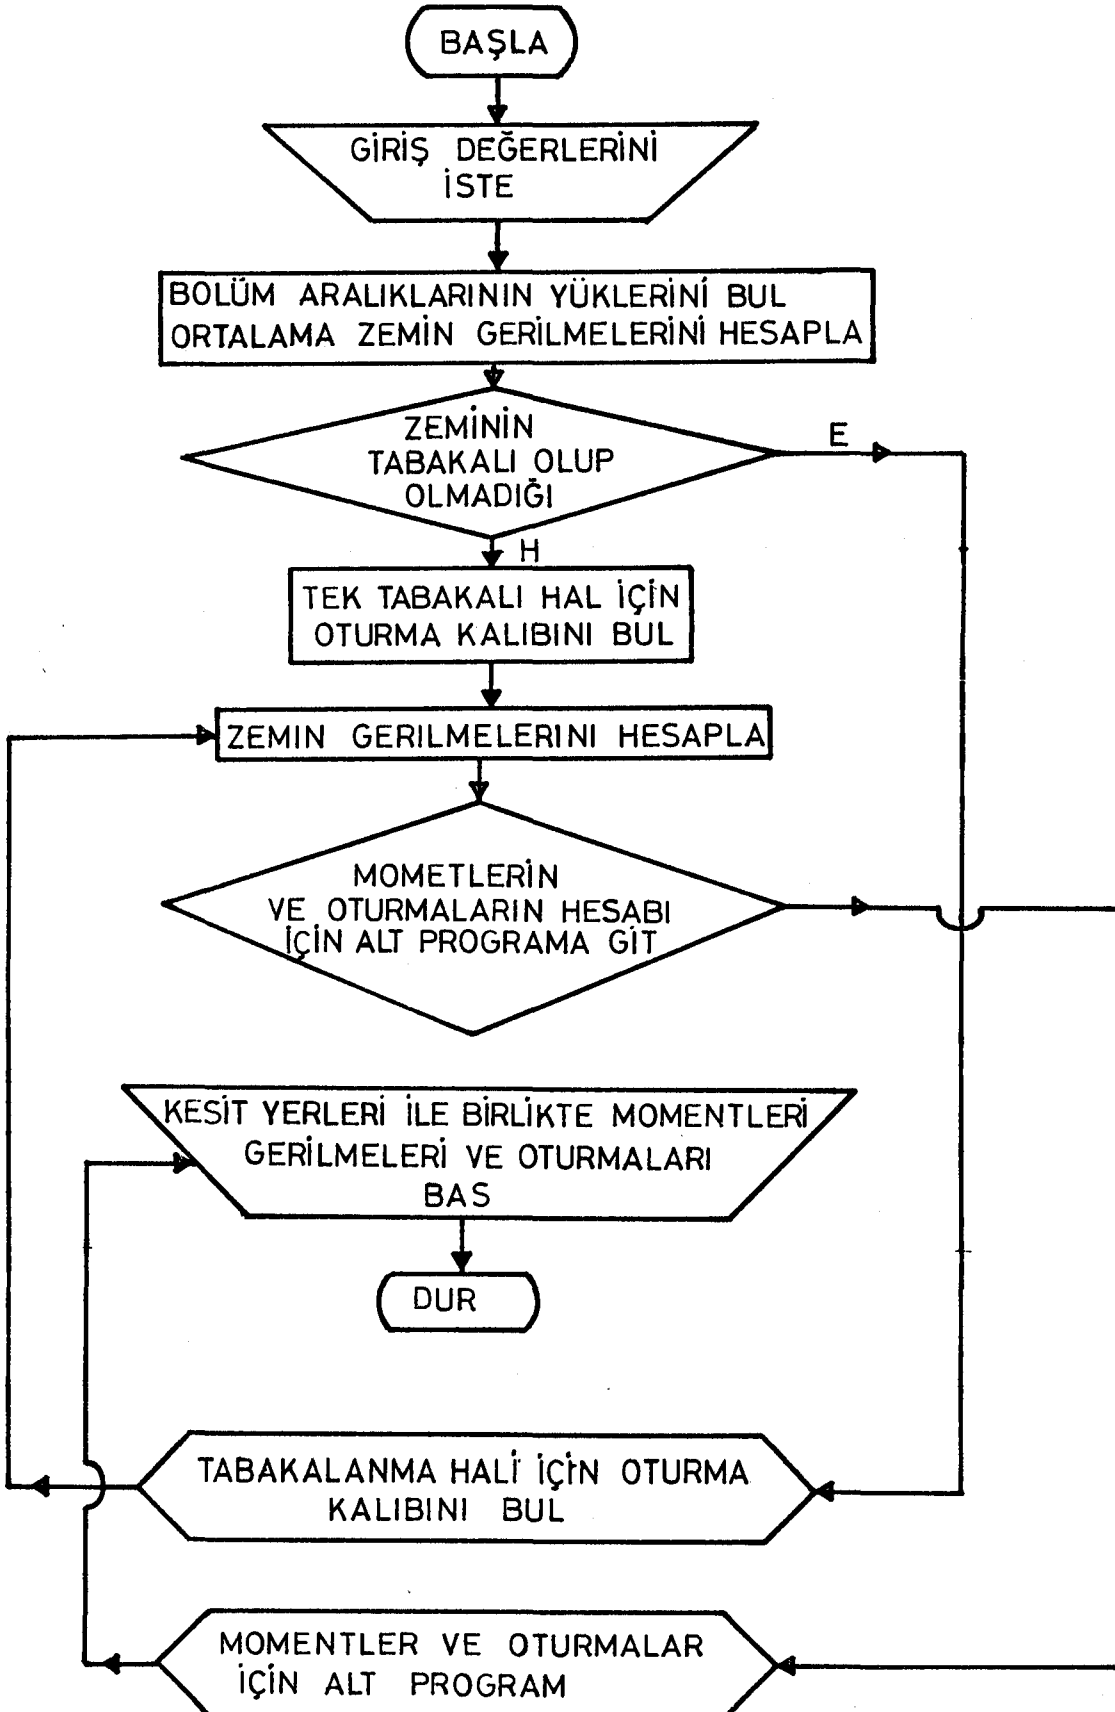 BAŞLA
GİRİŞ DEĞERLERİNİ
İSTE
BOLÜM ARALIKLARININ YÜKLERİNİ BUL
ORTALAMA ZEMİN GERİLMELERİNİ HESAPLA
ZEMİNİN
TABAKALI OLUP
OLMADIĞI
E
H
TEK TABAKALI HAL İÇİN
OTURMA KALIBINI BUL
ZEMIN GERILMELERINI HESAPLA
MOMETLERİN
VE OTURMALARIN HESABI
İÇİN ALT PROGRAMA GİT
KESİT YERLERİ İLE BİRLİKTE MOMENTLERİ
GERİLMELERİ VE OTURMALARI
BAS
DUR
TABAKALANMA HALİ İÇİN OTURMA
KALIBINI BUL
MOMENTLER VE OTURMALAR
İÇİN ALT PROGRAM